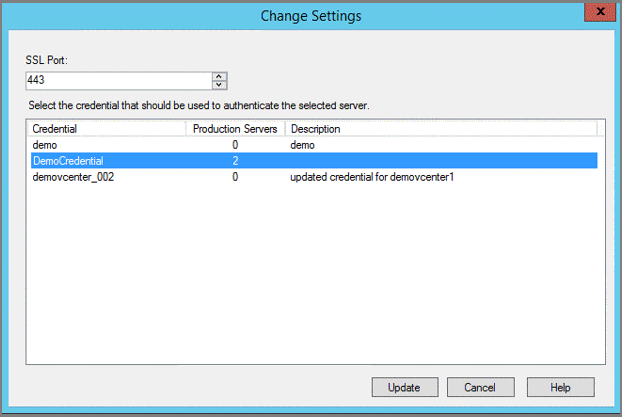 Change Settings
x
SSL Port:
443
Select the credential that should be used to authenticate the selected server.
Credential Production Servers Description
demo 0 demo
DemoCredential 2
demovcenter_002 0 updated credential for demovcenter1
Update Cancel Help